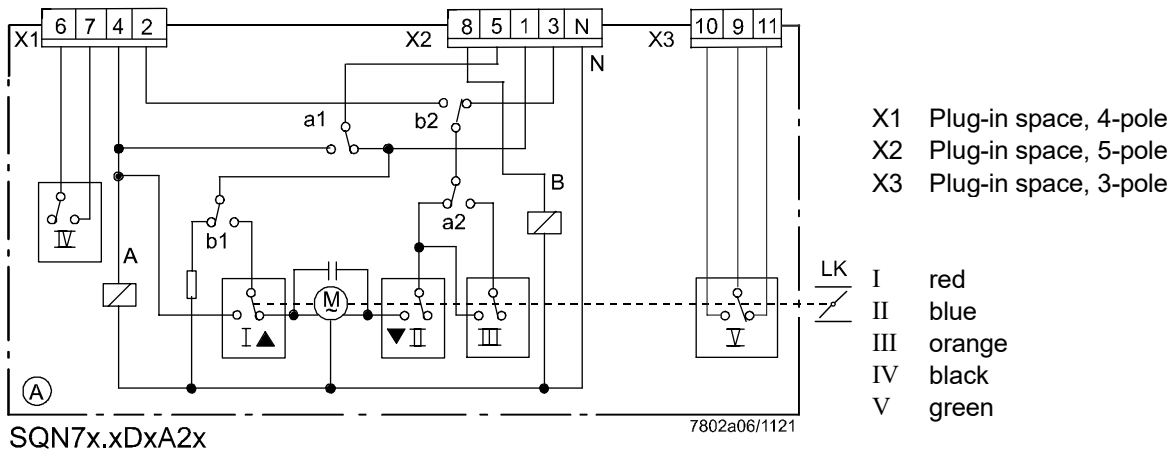 X1 6 7 4 2 X2 8 5 1 3 N X3 10 9 11
N
a1 b2
X1 Plug-in space, 4-pole
X2 Plug-in space, 5-pole
X3 Plug-in space, 3-pole
B
IV b1 a2
A
LK
M
~
I ▲ ▼ II III V
I red
II blue
III orange
IV black
V green
A
7802a06/1121
SQN7x.xDxA2x